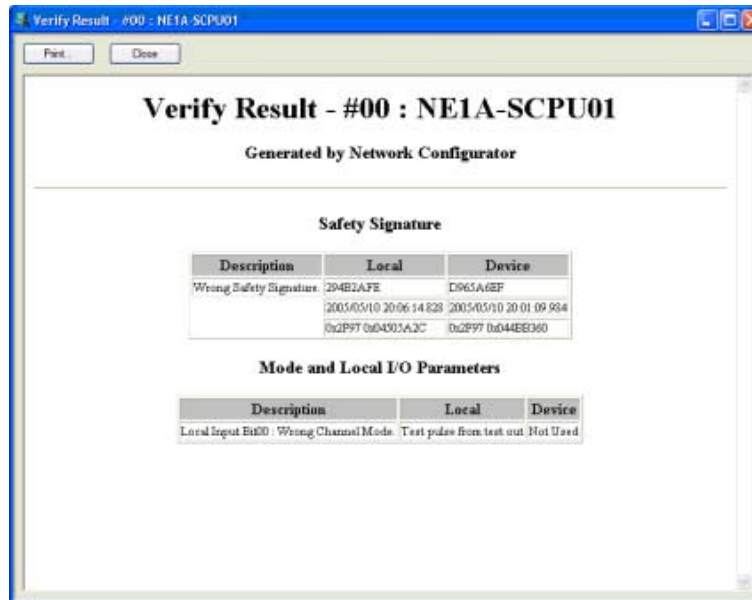 Verify Result - #00 : NE1A-SCPU01
Print... Close
Verify Result - #00 : NE1A-SCPU01
Generated by Network Configurator
Safety Signature
Description Local Device
Wrong Safety Signature. 294B2AFE D965A6EF
2005/05/10 20:06:14.828 2005/05/10 20:01:09.984
0x2F97 0x04503A2C 0x2F97 0x044EB360
Mode and Local I/O Parameters
Description Local Device
Local Input Bit00 : Wrong Channel Mode. Test pulse from test out Not Used